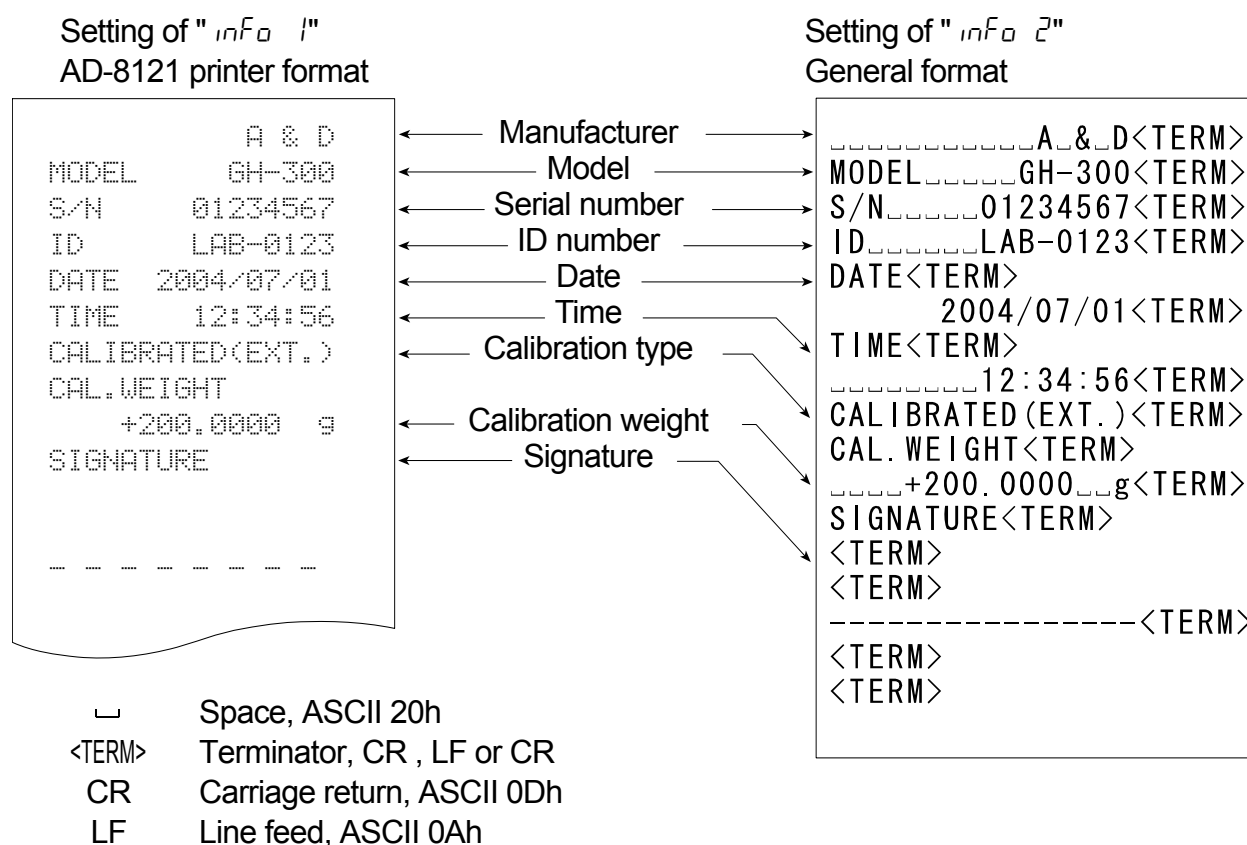 Setting of " info 1"
AD-8121 printer format
A & D
MODEL GH-300
S/N 01234567
ID LAB-0123
DATE 2004/07/01
TIME 12:34:56
CALIBRATED(EXT.)
CAL.WEIGHT
+200.0000 g
SIGNATURE
_ _ _ _ _ _ _ _
Manufacturer
Model
Serial number
ID number
Date
Time
Calibration type
Calibration weight
Signature
Setting of " info 2"
General format
␣␣␣␣␣␣␣␣␣␣␣A␣&␣D<TERM>
MODEL␣␣␣␣␣GH-300<TERM>
S/N␣␣␣␣␣01234567<TERM>
ID␣␣␣␣␣␣LAB-0123<TERM>
DATE<TERM>
2004/07/01<TERM>
TIME<TERM>
␣␣␣␣␣␣␣␣12:34:56<TERM>
CALIBRATED(EXT.)<TERM>
CAL.WEIGHT<TERM>
␣␣␣␣+200.0000␣␣g<TERM>
SIGNATURE<TERM>
<TERM>
<TERM>
----------------<TERM>
<TERM>
<TERM>
␣ Space, ASCII 20h
<TERM> Terminator, CR , LF or CR
CR Carriage return, ASCII 0Dh
LF Line feed, ASCII 0Ah